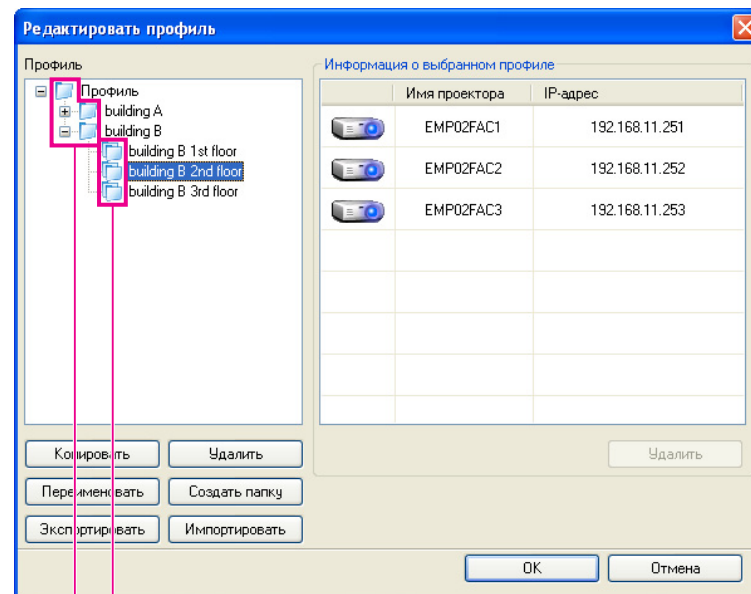 Редактировать профиль
Профиль
Профиль
building A
building B
building B 1st floor
building B 2nd floor
building B 3rd floor
Копировать Удалить
Переименовать Создать папку
Экспортировать Импортировать
Информация о выбранном профиле
Имя проектора IP-адрес
EMP02FAC1 192.168.11.251
EMP02FAC2 192.168.11.252
EMP02FAC3 192.168.11.253
Удалить
OK Отмена